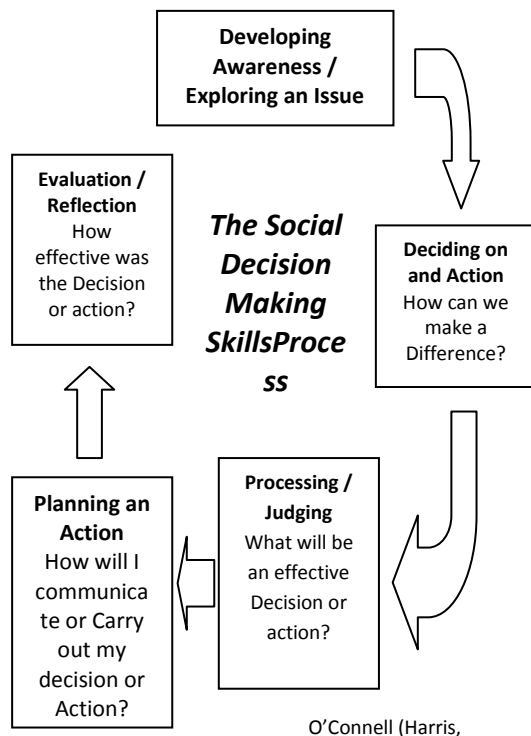 Developing
Awareness /
Exploring an Issue
Evaluation /
Reflection
How
effective was
the Decision
or action?
The Social
Decision
Making
SkillsProce
ss
Deciding on
and Action
How can we
make a
Difference?
Planning an
Action
How will I
communica
te or Carry
out my
decision or
Action?
Processing /
Judging
What will be
an effective
Decision or
action?
O’Connell (Harris,